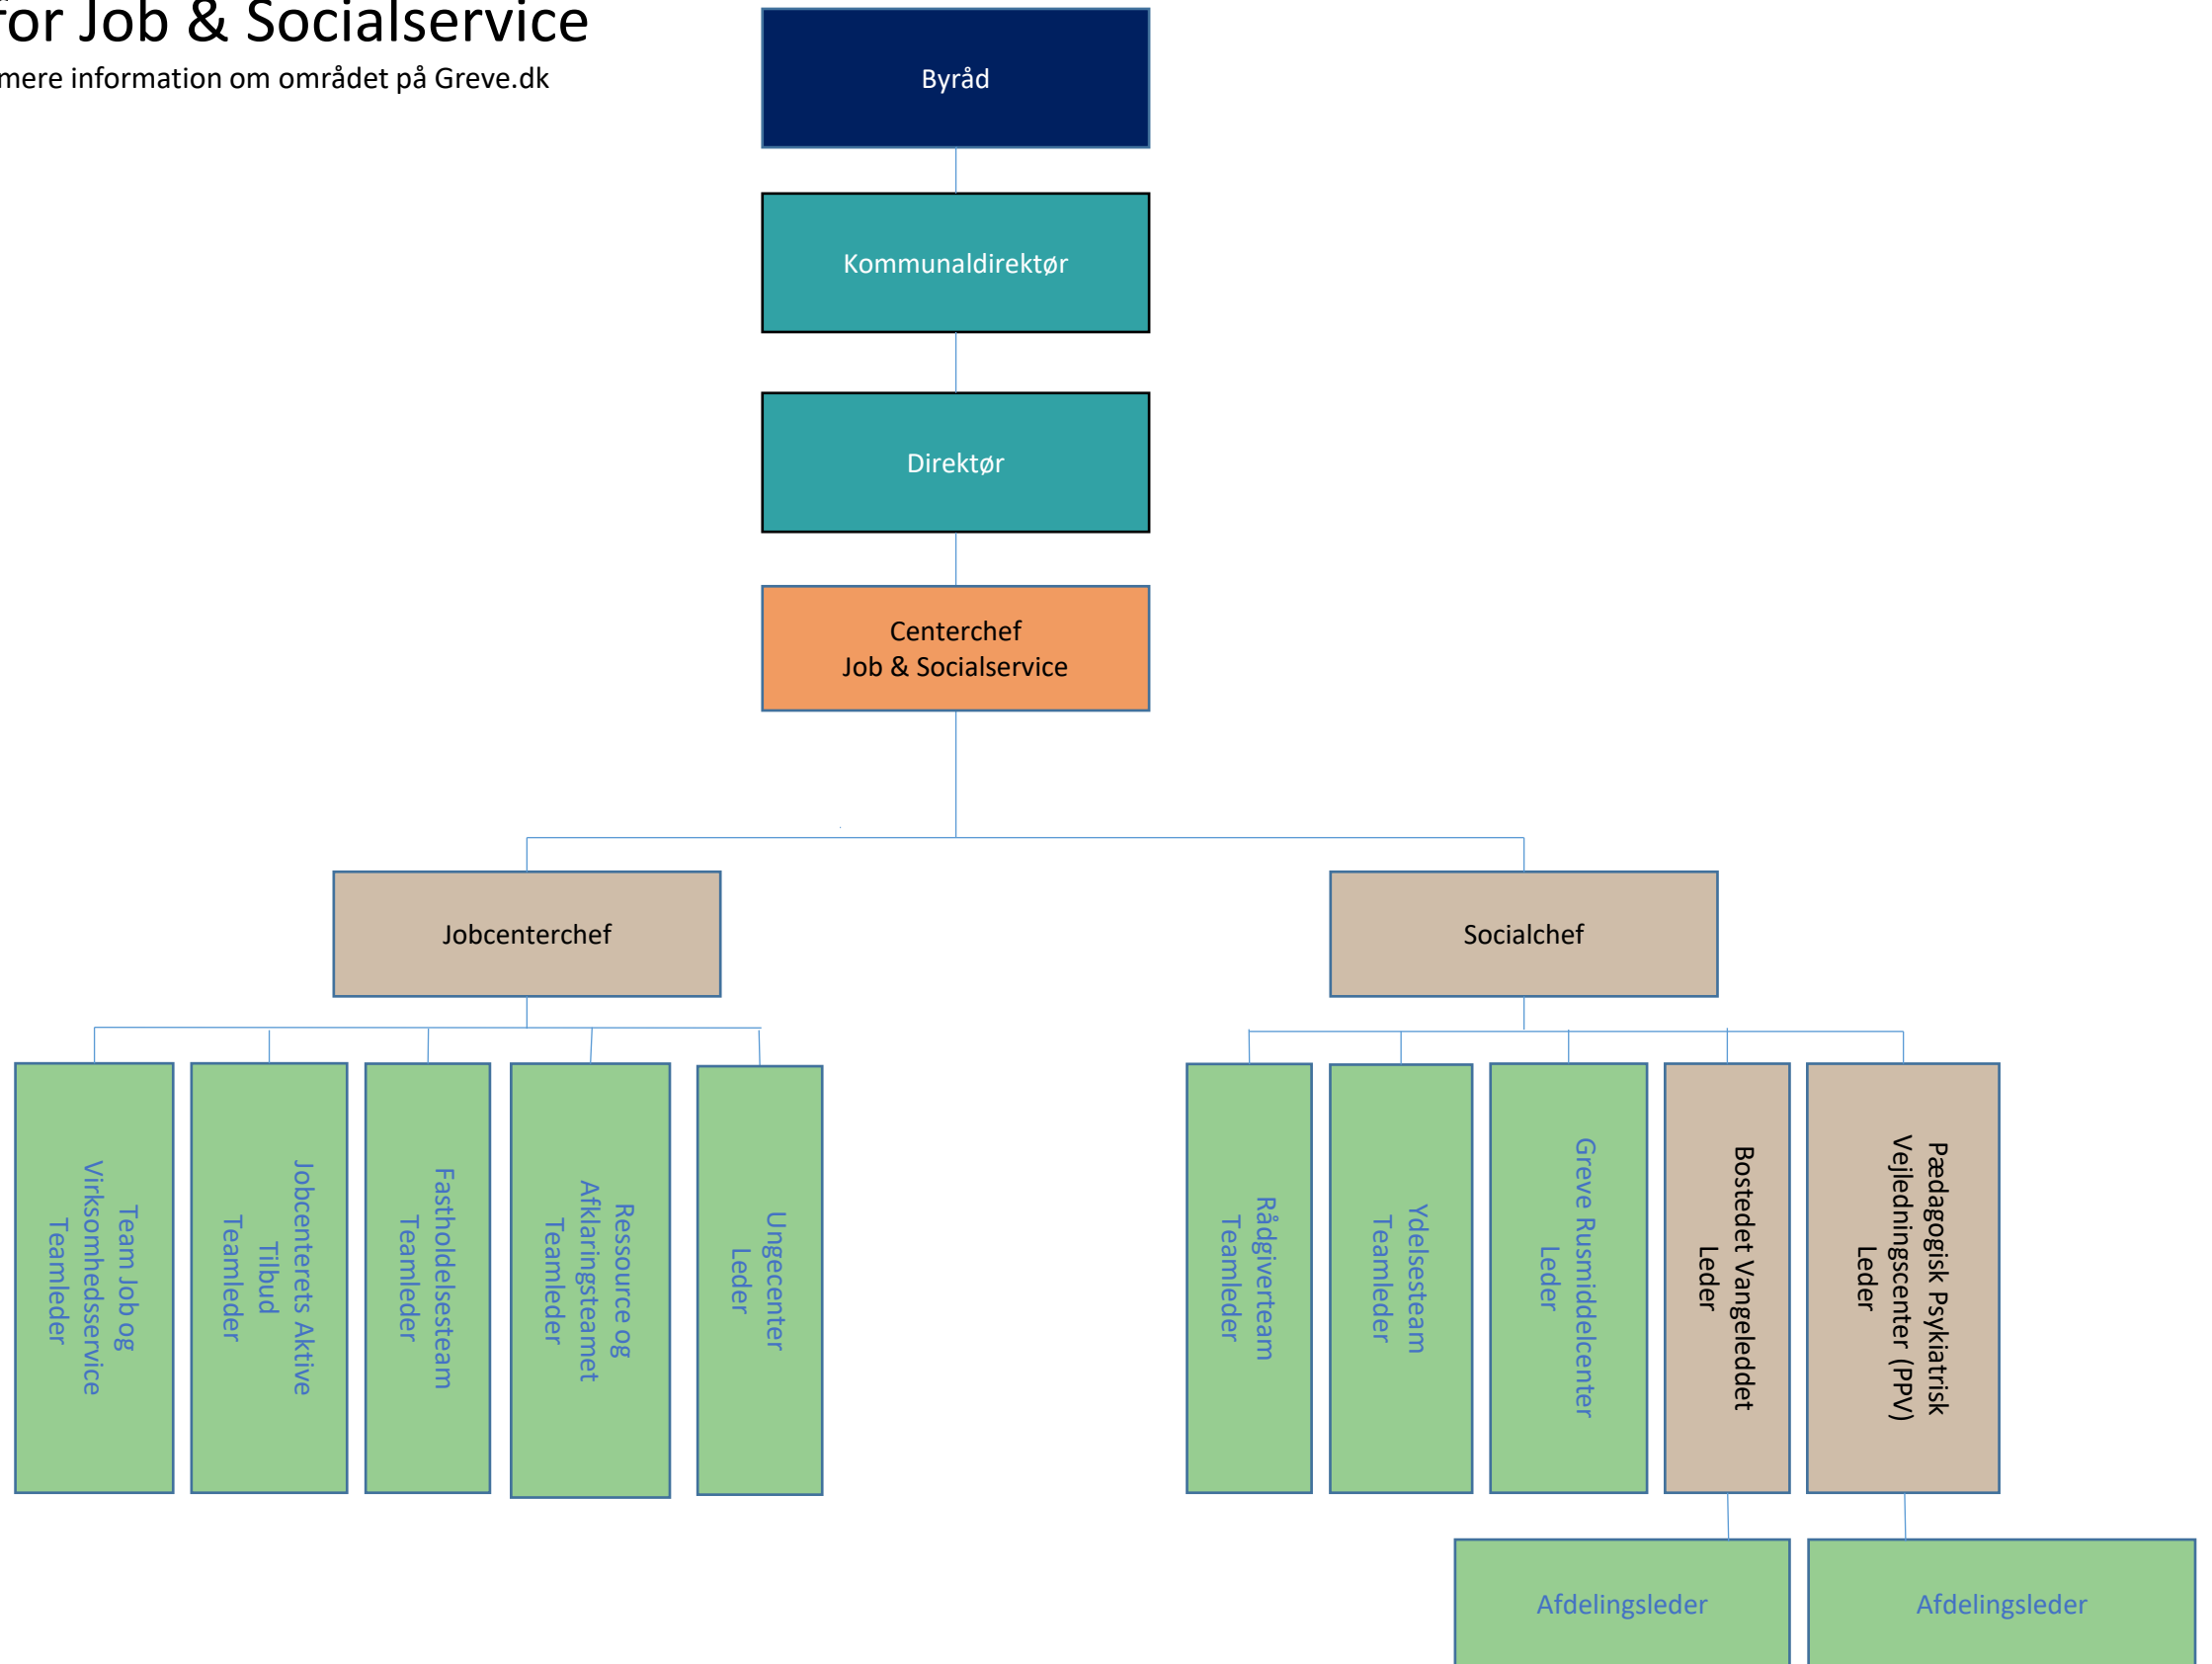 for Job & Socialservice
mere information om området på Greve.dk
Byråd
Kommunaldirektør
Direktør
Centerchef
Job & Socialservice
Jobcenterchef
Socialchef
Team Job og
Virksomhedsservice
Teamleder
Jobcenterets Aktive
Tilbud
Teamleder
Fastholdelsesteam
Teamleder
Ressource og
Afklaringsteamet
Teamleder
Ungecenter
Leder
Rådgiverteam
Teamleder
Ydelsesteam
Teamleder
Greve Rusmiddelcenter
Leder
Bostedet Vangeleddet
Leder
Pædagogisk Psykiatrisk
Vejledningscenter (PPV)
Leder
Afdelingsleder
Afdelingsleder